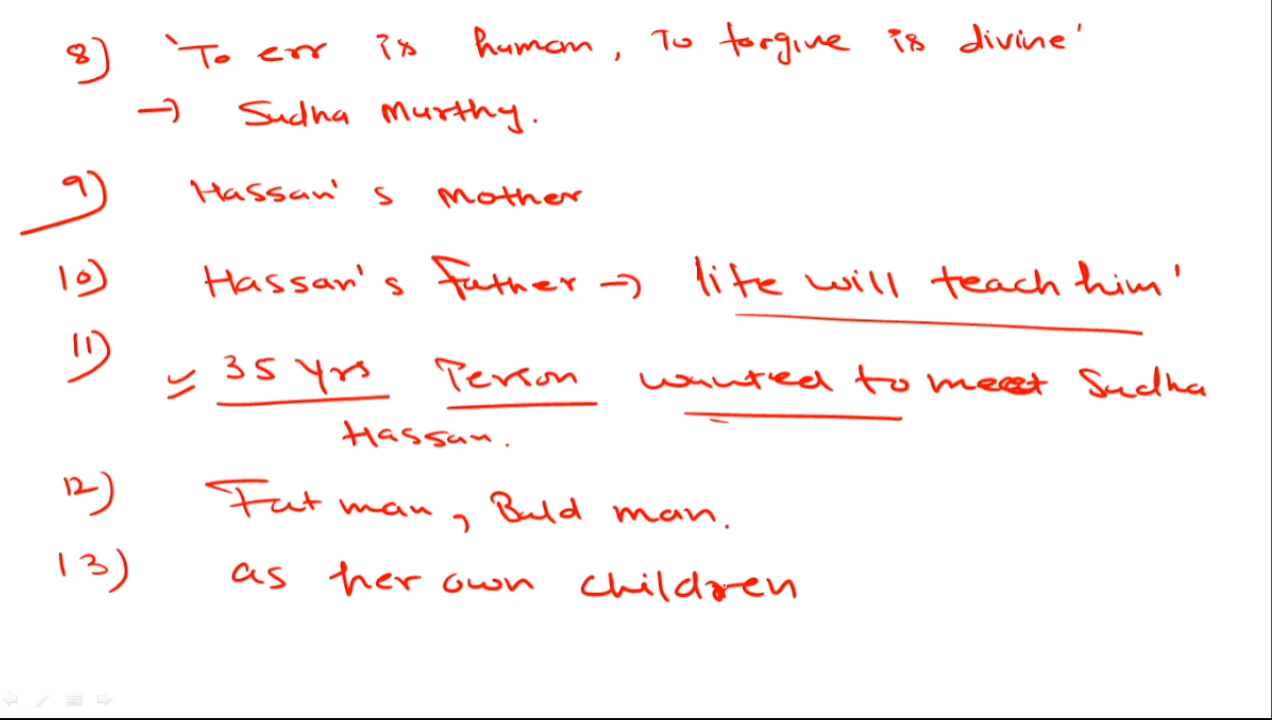 8) 'To err is human, To forgive is divine'
→ Sudha Murthy.
9) Hassan's Mother
10) Hassan's Father → life will teach him'
11) = 35 Yrs Person wanted to meet Sudha
Hassan.
12) Fat man, Bald man.
13) as her own children